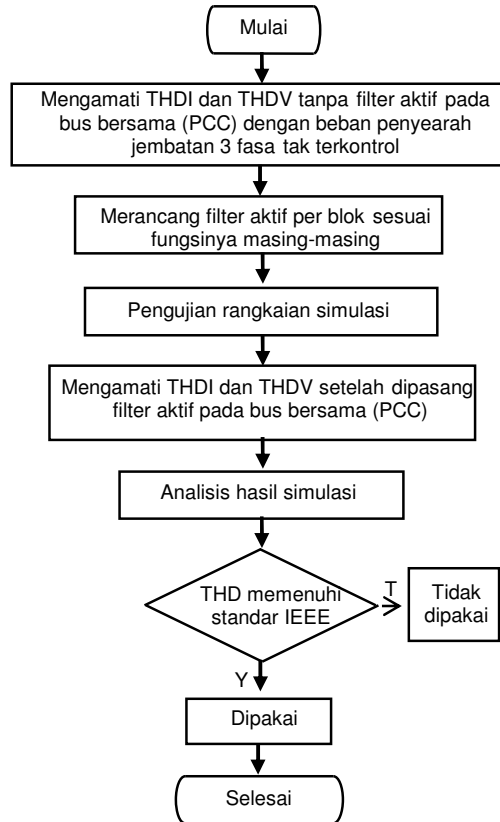 Mulai
Mengamati THDI dan THDV tanpa filter aktif pada
bus bersama (PCC) dengan beban penyearah
jembatan 3 fasa tak terkontrol
Merancang filter aktif per blok sesuai
fungsinya masing-masing
Pengujian rangkaian simulasi
Mengamati THDI dan THDV setelah dipasang
filter aktif pada bus bersama (PCC)
Analisis hasil simulasi
THD memenuhi
standar IEEE
T
Tidak
dipakai
Y
Dipakai
Selesai